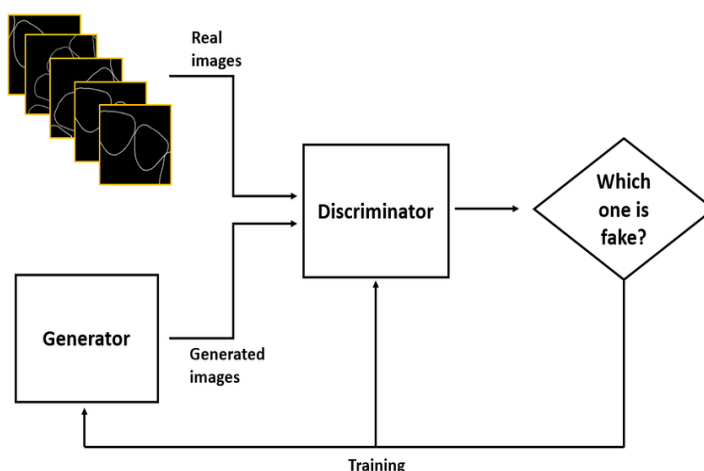 Real
images
Discriminator
Which
one is
fake?
Generator
Generated
images
Training